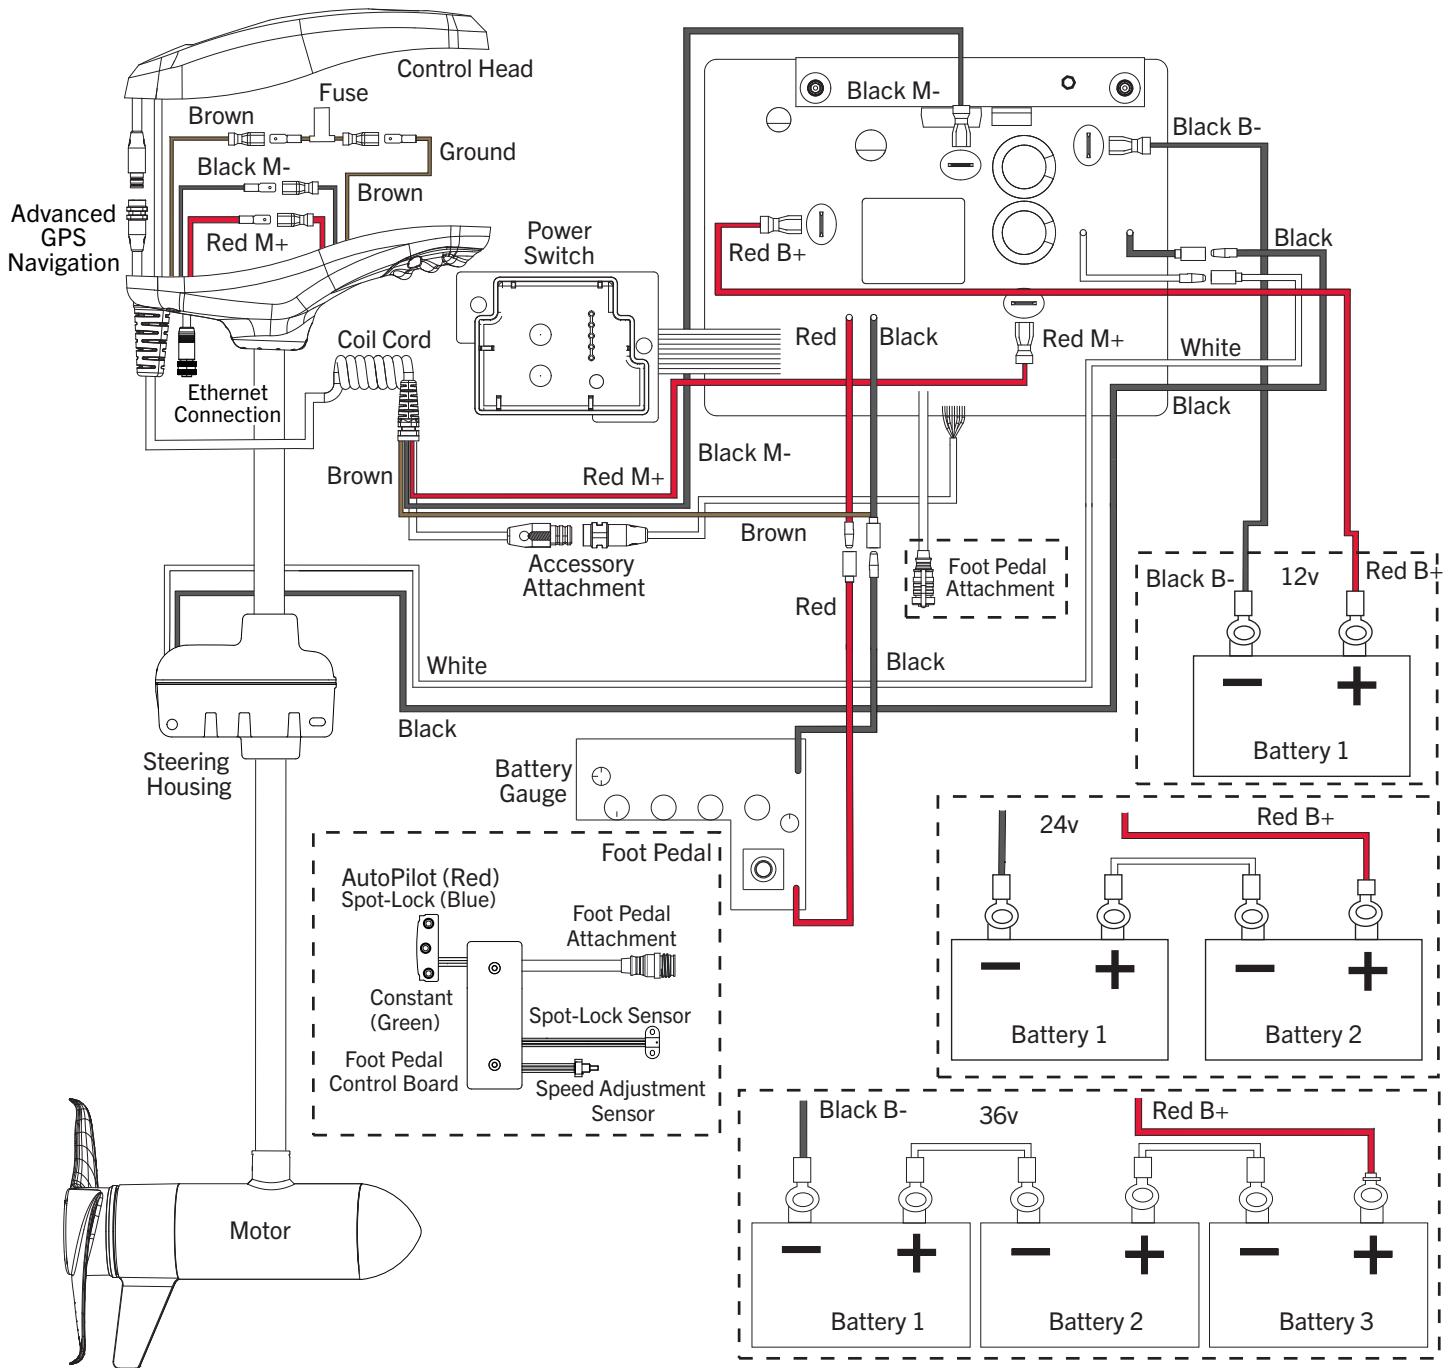 Control Head
Fuse
Brown
Ground
Black M-
Brown
Red M+
Advanced
GPS
Navigation
Ethernet
Connection
Coil Cord
Power
Switch
Black M-
Black B-
Red B+
Black
Red
Black
Red M+
White
Black
Brown
Red M+
Black M-
Brown
Accessory
Attachment
Foot Pedal
Attachment
Red
Black
White
Black
Steering
Housing
Battery
Gauge
Foot Pedal
Black B-
12v
Red B+
Battery 1
24v
Red B+
Battery 1
Battery 2
AutoPilot (Red)
Spot-Lock (Blue)
Foot Pedal
Attachment
Constant
(Green)
Spot-Lock Sensor
Foot Pedal
Control Board
Speed Adjustment
Sensor
Black B-
36v
Red B+
Battery 1
Battery 2
Battery 3
Motor